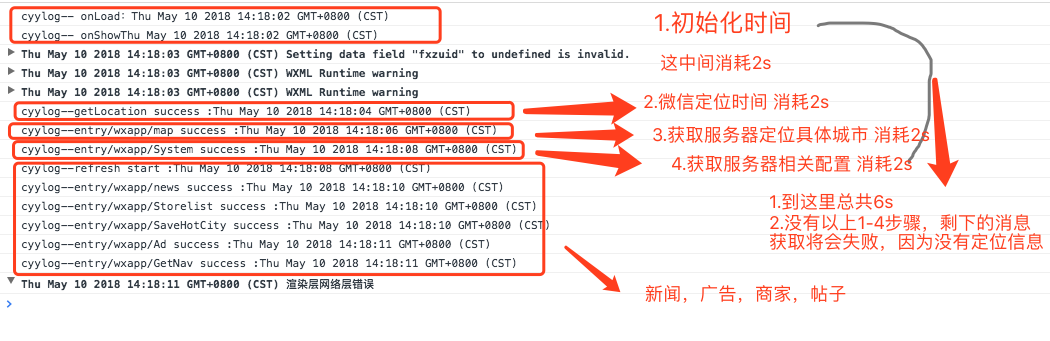 cyylog-- onLoad：Thu May 10 2018 14:18:02 GMT+0800 (CST)
cyylog-- onShowThu May 10 2018 14:18:02 GMT+0800 (CST)
Thu May 10 2018 14:18:03 GMT+0800 (CST) Setting data field "fxzuid" to undefined is invalid.
Thu May 10 2018 14:18:03 GMT+0800 (CST) WXML Runtime warning
Thu May 10 2018 14:18:03 GMT+0800 (CST) WXML Runtime warning
cyylog--getLocation success :Thu May 10 2018 14:18:04 GMT+0800 (CST)
cyylog--entry/wxapp/map success :Thu May 10 2018 14:18:06 GMT+0800 (CST)
cyylog--entry/wxapp/System success :Thu May 10 2018 14:18:08 GMT+0800 (CST)
cyylog--refresh start :Thu May 10 2018 14:18:08 GMT+0800 (CST)
cyylog--entry/wxapp/news success :Thu May 10 2018 14:18:10 GMT+0800 (CST)
cyylog--entry/wxapp/Storelist success :Thu May 10 2018 14:18:10 GMT+0800 (CST)
cyylog--entry/wxapp/SaveHotCity success :Thu May 10 2018 14:18:10 GMT+0800 (CST)
cyylog--entry/wxapp/Ad success :Thu May 10 2018 14:18:11 GMT+0800 (CST)
cyylog--entry/wxapp/GetNav success :Thu May 10 2018 14:18:11 GMT+0800 (CST)
Thu May 10 2018 14:18:11 GMT+0800 (CST) 渲染层网络层错误
1.初始化时间
这中间消耗2s
2.微信定位时间 消耗2s
3.获取服务器定位具体城市 消耗2s
4.获取服务器相关配置 消耗2s
1.到这里总共6s
2.没有以上1-4步骤，剩下的消息
获取将会失败，因为没有定位信息
新闻，广告，商家，帖子